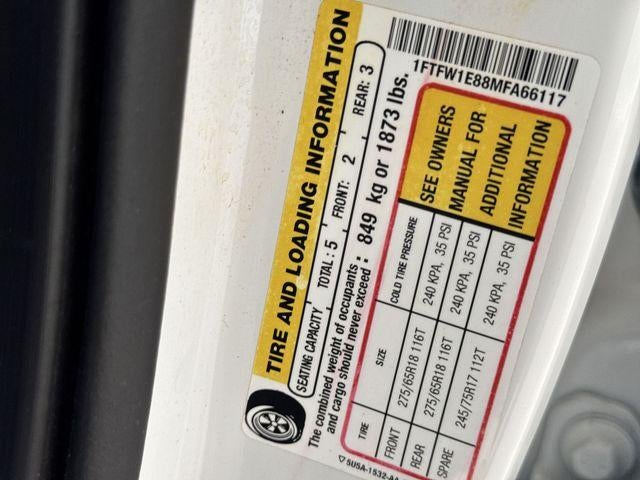 1FTFW1E88MFA66117
TIRE AND LOADING INFORMATION
SEATING CAPACITY TOTAL : 5 FRONT: 2 REAR: 3
The combined weight of occupants
and cargo should never exceed : 849 kg or 1873 lbs.
TIRE SIZE COLD TIRE PRESSURE
FRONT 275/65R18 116T 240 KPA, 35 PSI
REAR 275/65R18 116T 240 KPA, 35 PSI
SPARE 245/75R17 112T 240 KPA, 35 PSI
SEE OWNERS
MANUAL FOR
ADDITIONAL
INFORMATION
5U5A-1532-AA